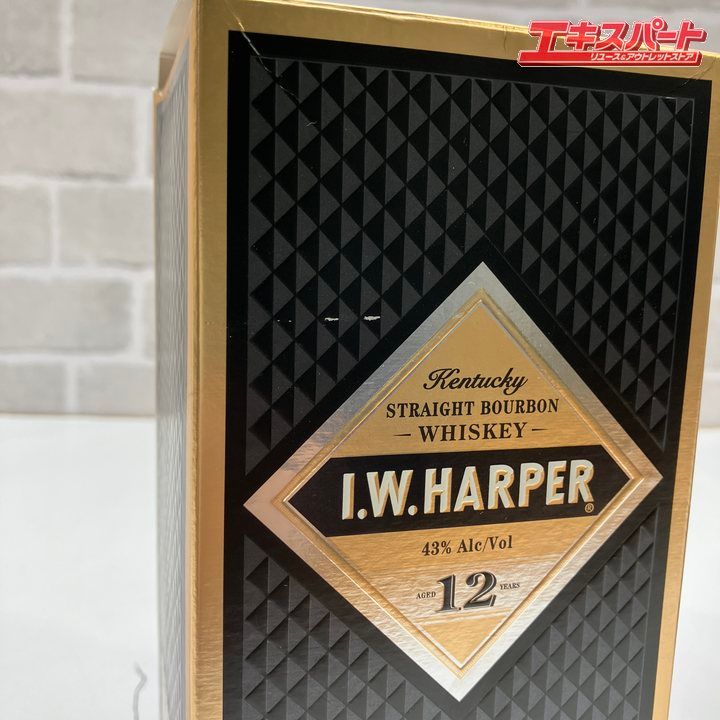 エキスパート
リユース&アウトレットストア
Kentucky
STRAIGHT BOURBON
WHISKEY
I.W. HARPER®
43% Alc/Vol
AGED 12 YEARS